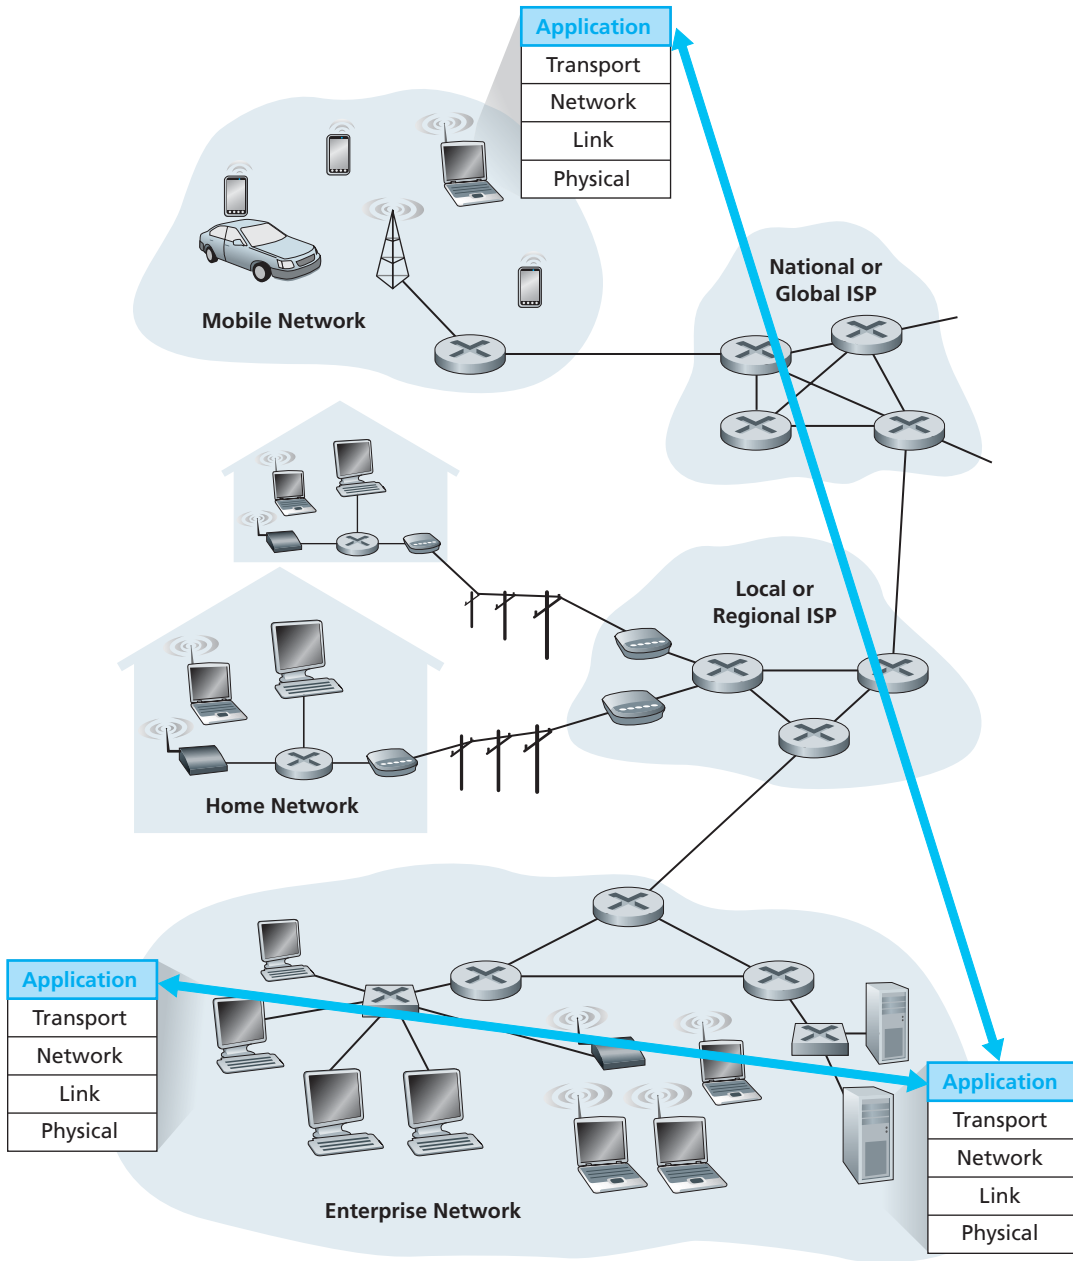 Application
Transport
Network
Link
Physical
National or
Global ISP
Mobile Network
Local or
Regional ISP
Home Network
Application
Transport
Network
Link
Physical
Application
Transport
Network
Link
Physical
Enterprise Network